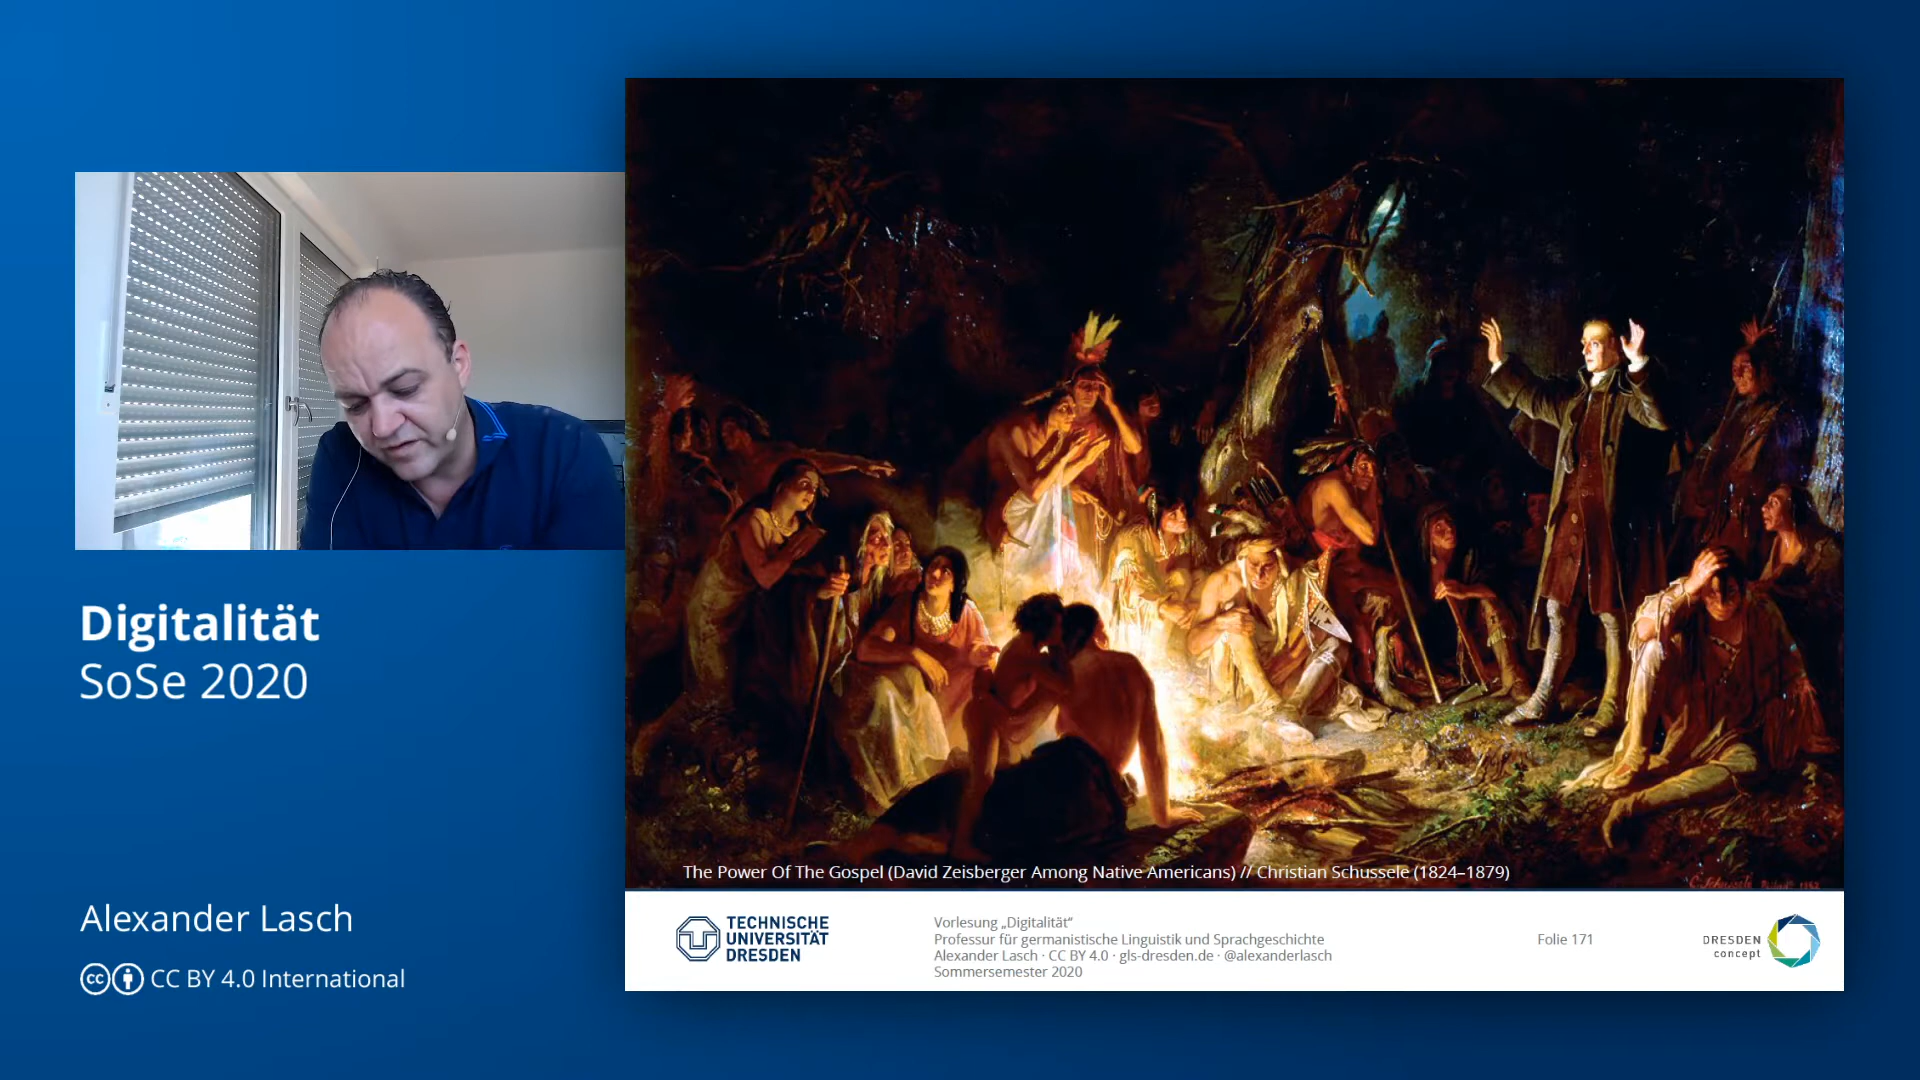 Digitalität
SoSe 2020
Alexander Lasch
CC BY 4.0 International
The Power Of The Gospel (David Zeisberger Among Native Americans) // Christian Schussele (1824–1879)
TECHNISCHE
UNIVERSITÄT
DRESDEN
Vorlesung „Digitalität“
Professur für germanistische Linguistik und Sprachgeschichte
Alexander Lasch · CC BY 4.0 · gls-dresden.de · @alexanderlasch
Sommersemester 2020
Folie 171
DRESDEN
concept